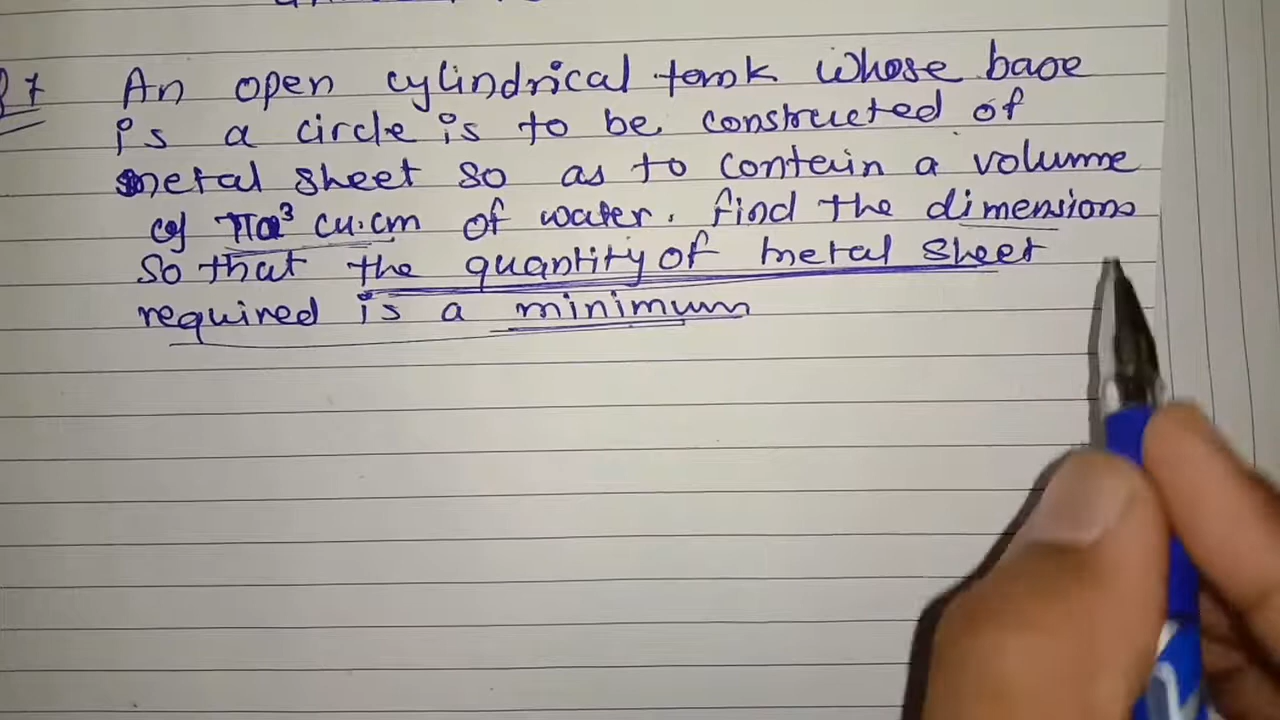 An open cylindrical tank whose base
is a circle is to be constructed of
metal sheet so as to contain a volume
of πa³ cu.cm of water. find the dimensions
so that the quantity of metal sheet
required is a minimum